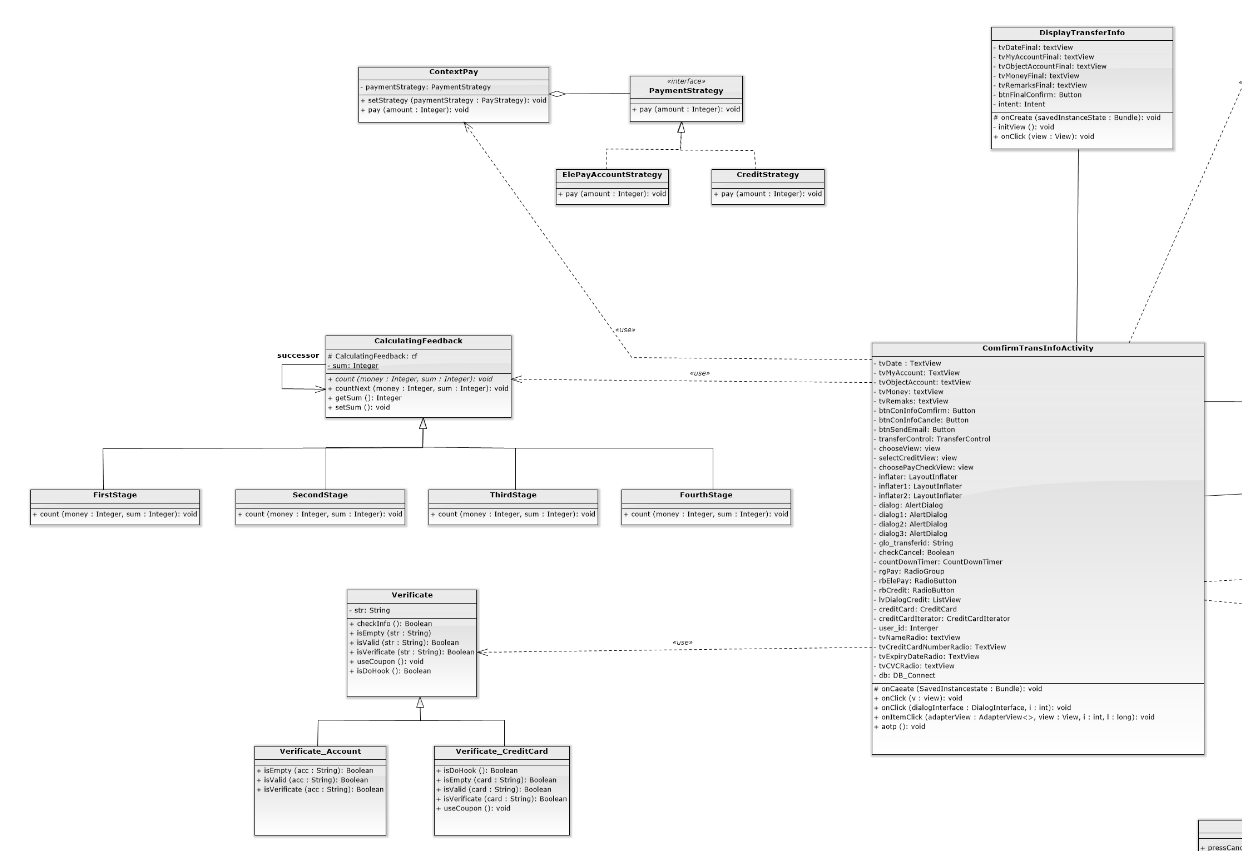 DisplayTransferInfo
- tvDateFinal: textView
- tvMyAccountFinal: textView
- tvObjectAccountFinal: textView
- tvMoneyFinal: textView
- tvRemarksFinal: textView
- btnFinalConfirm: Button
- intent: Intent
# onCreate (savedInstanceState : Bundle): void
- initView (): void
+ onClick (view : View): void
ContextPay
- paymentStrategy: PaymentStrategy
+ setStrategy (paymentStrategy : PayStrategy): void
+ pay (amount : Integer): void
«interface»
PaymentStrategy
+ pay (amount : Integer): void
ElePayAccountStrategy
+ pay (amount : Integer): void
CreditStrategy
+ pay (amount : Integer): void
«use»
CalculatingFeedback
# CalculatingFeedback: cf
- sum: Integer
+ count (money : Integer, sum : Integer): void
+ countNext (money : Integer, sum : Integer): void
+ getSum (): Integer
+ setSum (): void
successor
«use»
FirstStage
+ count (money : Integer, sum : Integer): void
SecondStage
+ count (money : Integer, sum : Integer): void
ThirdStage
+ count (money : Integer, sum : Integer): void
FourthStage
+ count (money : Integer, sum : Integer): void
ComfirmTransInfoActivity
- tvDate : TextView
- tvMyAccount: TextView
- tvObjectAccount: textView
- tvMoney: textView
- tvRemaks: textView
- btnConInfoComfirm: Button
- btnConInfoCancle: Button
- btnSendEmail: Button
- transferControl: TransferControl
- chooseView: view
- selectCreditView: view
- choosePayCheckView: view
- inflater: LayoutInflater
- inflater1: LayoutInflater
- inflater2: LayoutInflater
- dialog: AlertDialog
- dialog1: AlertDialog
- dialog2: AlertDialog
- dialog3: AlertDialog
- glo_transferid: String
- checkCancel: Boolean
- countDownTimer: CountDownTimer
- rgPay: RadioGroup
- rbElePay: RadioButton
- rbCredit: RadioButton
- lvDialogCredit: ListView
- creditCard: CreditCard
- creditCardIterator: CreditCardIterator
- user_id: Interger
- tvNameRadio: textView
- tvCreditCardNumberRadio: TextView
- tvExpiryDateRadio: TextView
- tvCVCRadio: textView
- db: DB_Connect
# onCaeate (SavedInstancestate : Bundle): void
+ onClick (v : view): void
+ onClick (dialogInterface : DialogInterface, i : int): void
+ onItemClick (adapterView : AdapterView<>, view : View, i : int, l : long): void
+ aotp (): void
Verificate
- str: String
+ checkInfo (): Boolean
+ isEmpty (str : String)
+ isValid (str : String): Boolean
+ isVerificate (str : String): Boolean
+ useCoupon (): void
+ isDoHook (): Boolean
«use»
Verificate_Account
+ isEmpty (acc : String): Boolean
+ isValid (acc : String): Boolean
+ isVerificate (acc : String): Boolean
Verificate_CreditCard
+ isDoHook (): Boolean
+ isEmpty (card : String): Boolean
+ isValid (card : String): Boolean
+ isVerificate (card : String): Boolean
+ useCoupon (): void